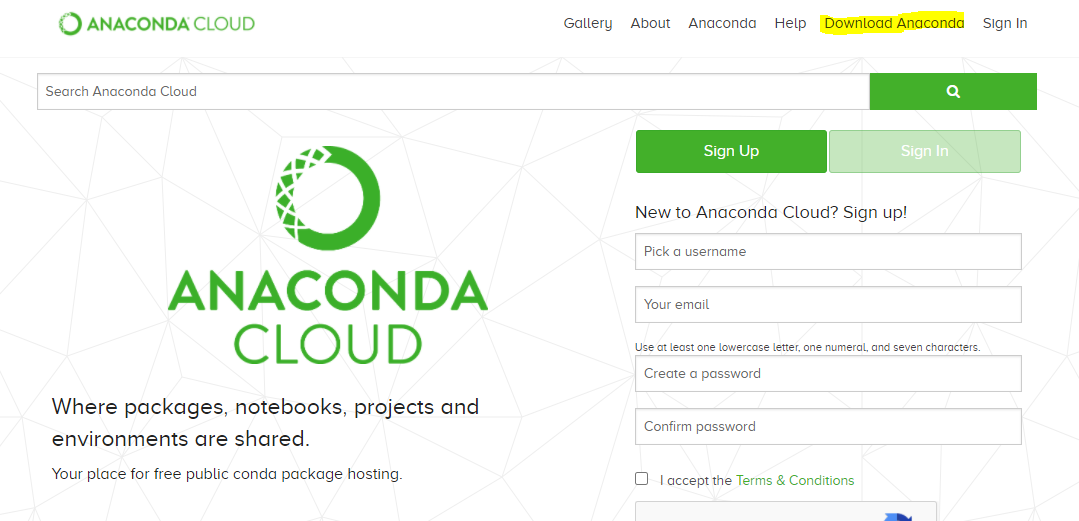 ANACONDA CLOUD
Gallery About Anaconda Help Download Anaconda Sign In
Search Anaconda Cloud
Sign Up Sign In
ANACONDA
CLOUD
Where packages, notebooks, projects and
environments are shared.
Your place for free public conda package hosting.
New to Anaconda Cloud? Sign up!
Pick a username
Your email
Use at least one lowercase letter, one numeral, and seven characters.
Create a password
Confirm password
I accept the Terms & Conditions